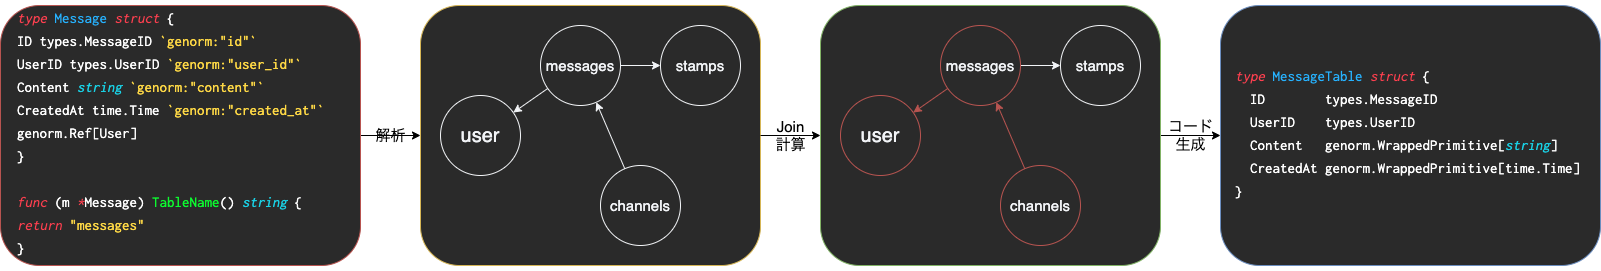 type Message struct {
ID types.MessageID `genorm:"id"`
UserID types.UserID `genorm:"user_id"`
Content string `genorm:"content"`
CreatedAt time.Time `genorm:"created_at"`
genorm.Ref[User]
}
func (m *Message) TableName() string {
return "messages"
}
解析
messages
stamps
user
channels
Join
計算
messages
stamps
user
channels
コード
生成
type MessageTable struct {
ID types.MessageID
UserID types.UserID
Content genorm.WrappedPrimitive[string]
CreatedAt genorm.WrappedPrimitive[time.Time]
}